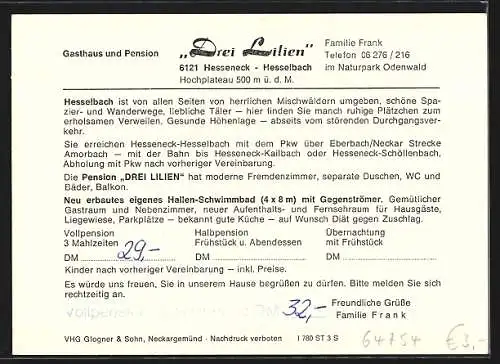 Gasthaus und Pension „Drei Lilien“ Familie Frank
6121 Hesseneck - Hesselbach Telefon 06 276 / 216
Hochplateau 500 m ü. d. M. im Naturpark Odenwald
Hesselbach ist von allen Seiten von herrlichen Mischwäldern umgeben, schöne Spa-
zier- und Wanderwege, liebliche Täler – hier finden Sie manch ruhige Plätzchen zum
erholsamen Verweilen. Gesunde Höhenlage – abseits vom störenden Durchgangsver-
kehr.
Sie erreichen Hesseneck-Hesselbach mit dem Pkw über Eberbach/Neckar Strecke
Amorbach – mit der Bahn bis Hesseneck-Kailbach oder Hesseneck-Schöllenbach,
Abholung mit Pkw nach vorheriger Vereinbarung.
Die Pension „DREI LILIEN“ hat moderne Fremdenzimmer, separate Duschen, WC und
Bäder, Balkon.
Neu erbautes eigenes Hallen-Schwimmbad (4 x 8 m) mit Gegenströmer. Gemütlicher
Gastraum und Nebenzimmer, neuer Aufenthalts- und Fernsehraum für Hausgäste,
Liegewiese, Parkplätze – bekannt gute Küche – auf Wunsch Diät gegen Zuschlag.
Vollpension Halbpension Übernachtung
3 Mahlzeiten Frühstück u. Abendessen mit Frühstück
DM 29,- DM DM
Kinder nach vorheriger Vereinbarung – inkl. Preise.
Es würde uns freuen, Sie in unserem Hause begrüßen zu dürfen. Bitte melden Sie sich
rechtzeitig an.
Vollpension DM 32,- Freundliche Grüße
Familie Frank
VHG Glogner & Sohn, Neckargemünd - Nachdruck verboten I 780 ST 3 S 64754 €3,-